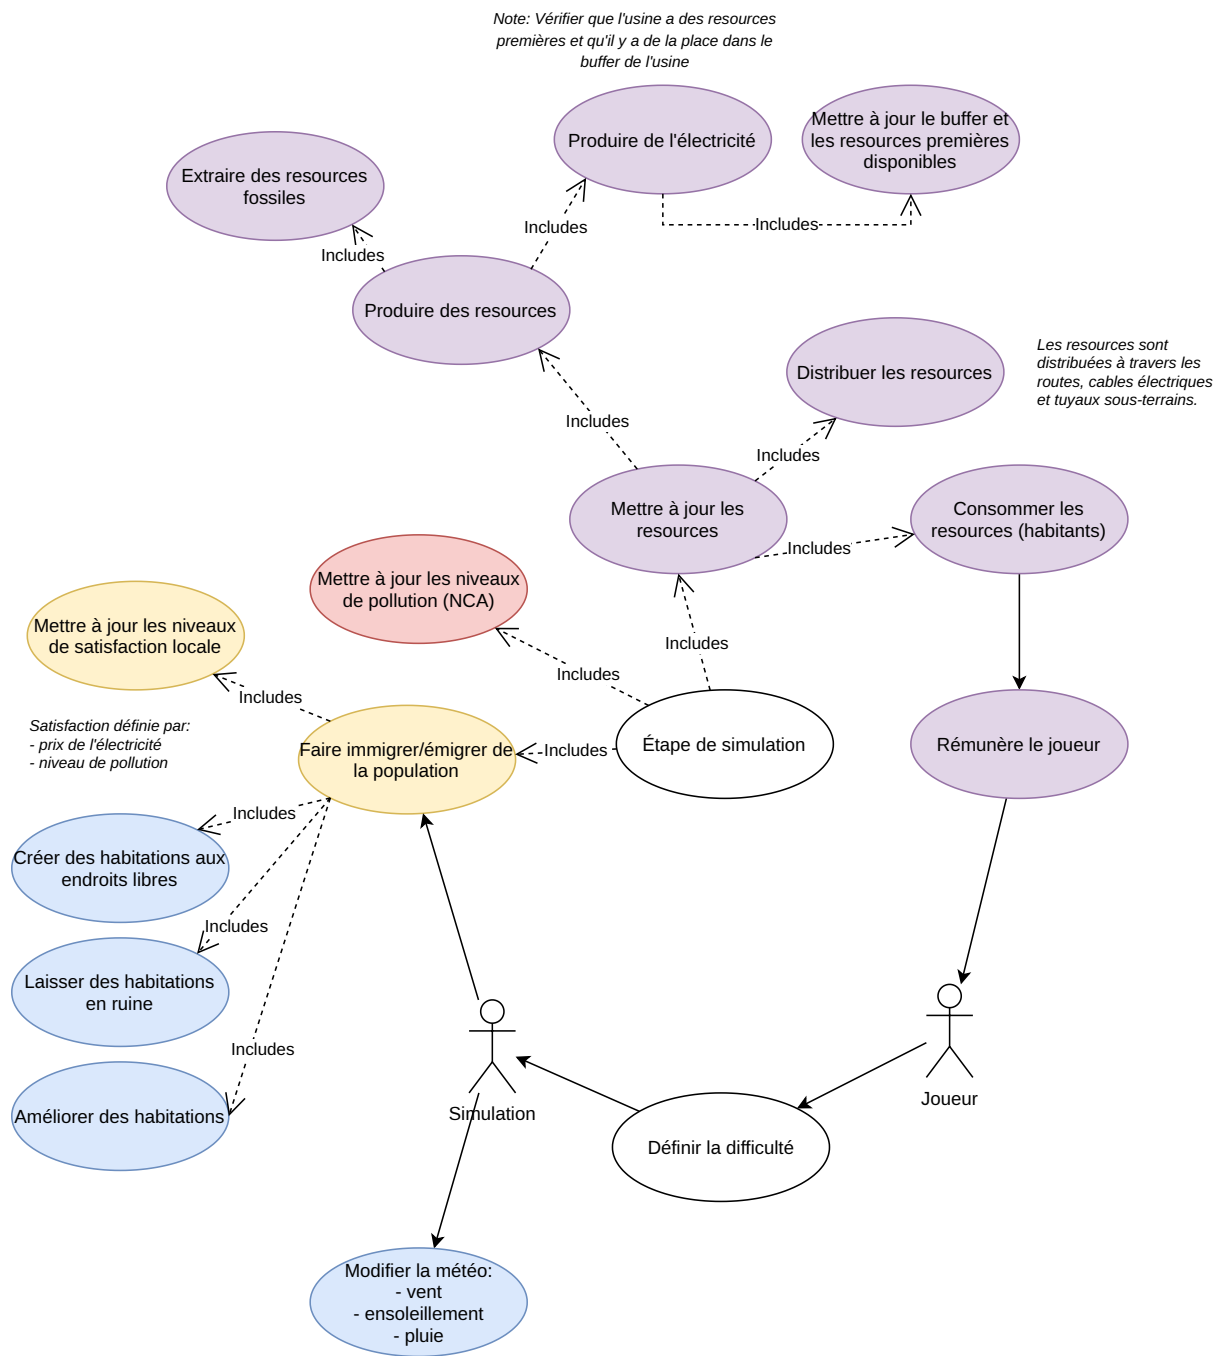 Note: Vérifier que l'usine a des resources
premières et qu'il y a de la place dans le
buffer de l'usine
Produire de l'électricité
Mettre à jour le buffer et
les resources premières
disponibles
Extraire des resources
fossiles
Includes
Includes
Includes
Produire des resources
Distribuer les resources
Les resources sont
distribuées à travers les
routes, cables électriques
et tuyaux sous-terrains.
Includes
Includes
Mettre à jour les
resources
Consommer les
resources (habitants)
Includes
Mettre à jour les niveaux
de pollution (NCA)
Mettre à jour les niveaux
de satisfaction locale
Includes
Includes
Includes
Satisfaction définie par:
- prix de l'électricité
- niveau de pollution
Faire immigrer/émigrer de
la population
Includes
Étape de simulation
Rémunère le joueur
Includes
Créer des habitations aux
endroits libres
Includes
Laisser des habitations
en ruine
Includes
Améliorer des habitations
Simulation
Joueur
Définir la difficulté
Modifier la météo:
- vent
- ensoleillement
- pluie